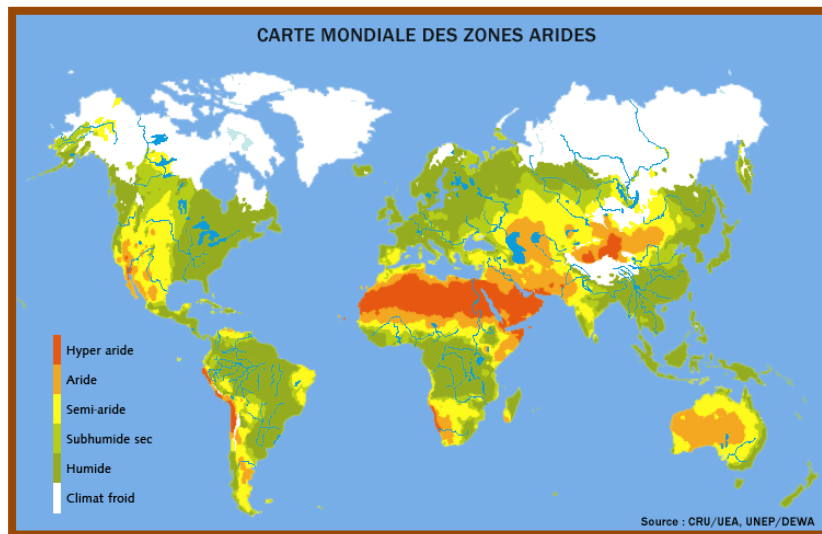 CARTE MONDIALE DES ZONES ARIDES
Hyper aride
Aride
Semi-aride
Subhumide sec
Humide
Climat froid
Source : CRU/UEA, UNEP/DEWA